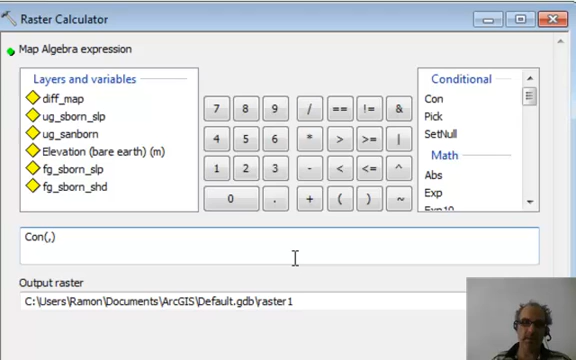 Raster Calculator
Map Algebra expression
Layers and variables
diff_map
ug_sborn_slp
ug_sanborn
Elevation (bare earth) (m)
fg_sborn_slp
fg_sborn_shd
7 8 9 / == != &
4 5 6 * > >= |
1 2 3 - < <= ^
0 . + ( ) ~
Conditional
Con
Pick
SetNull
Math
Abs
Exp
Exp10
Con(,)
Output raster
C:\Users\Ramon\Documents\ArcGIS\Default.gdb\raster1